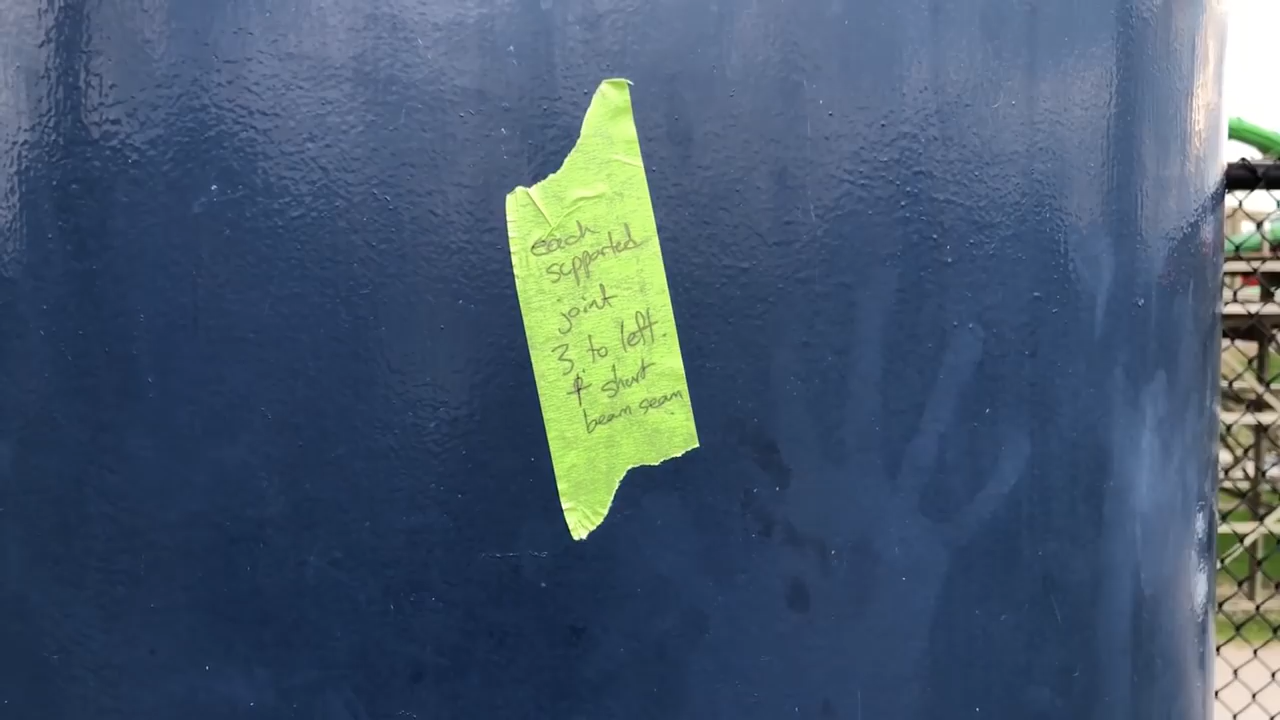 each
supported
joint
3 to left.
+ short
beam seam